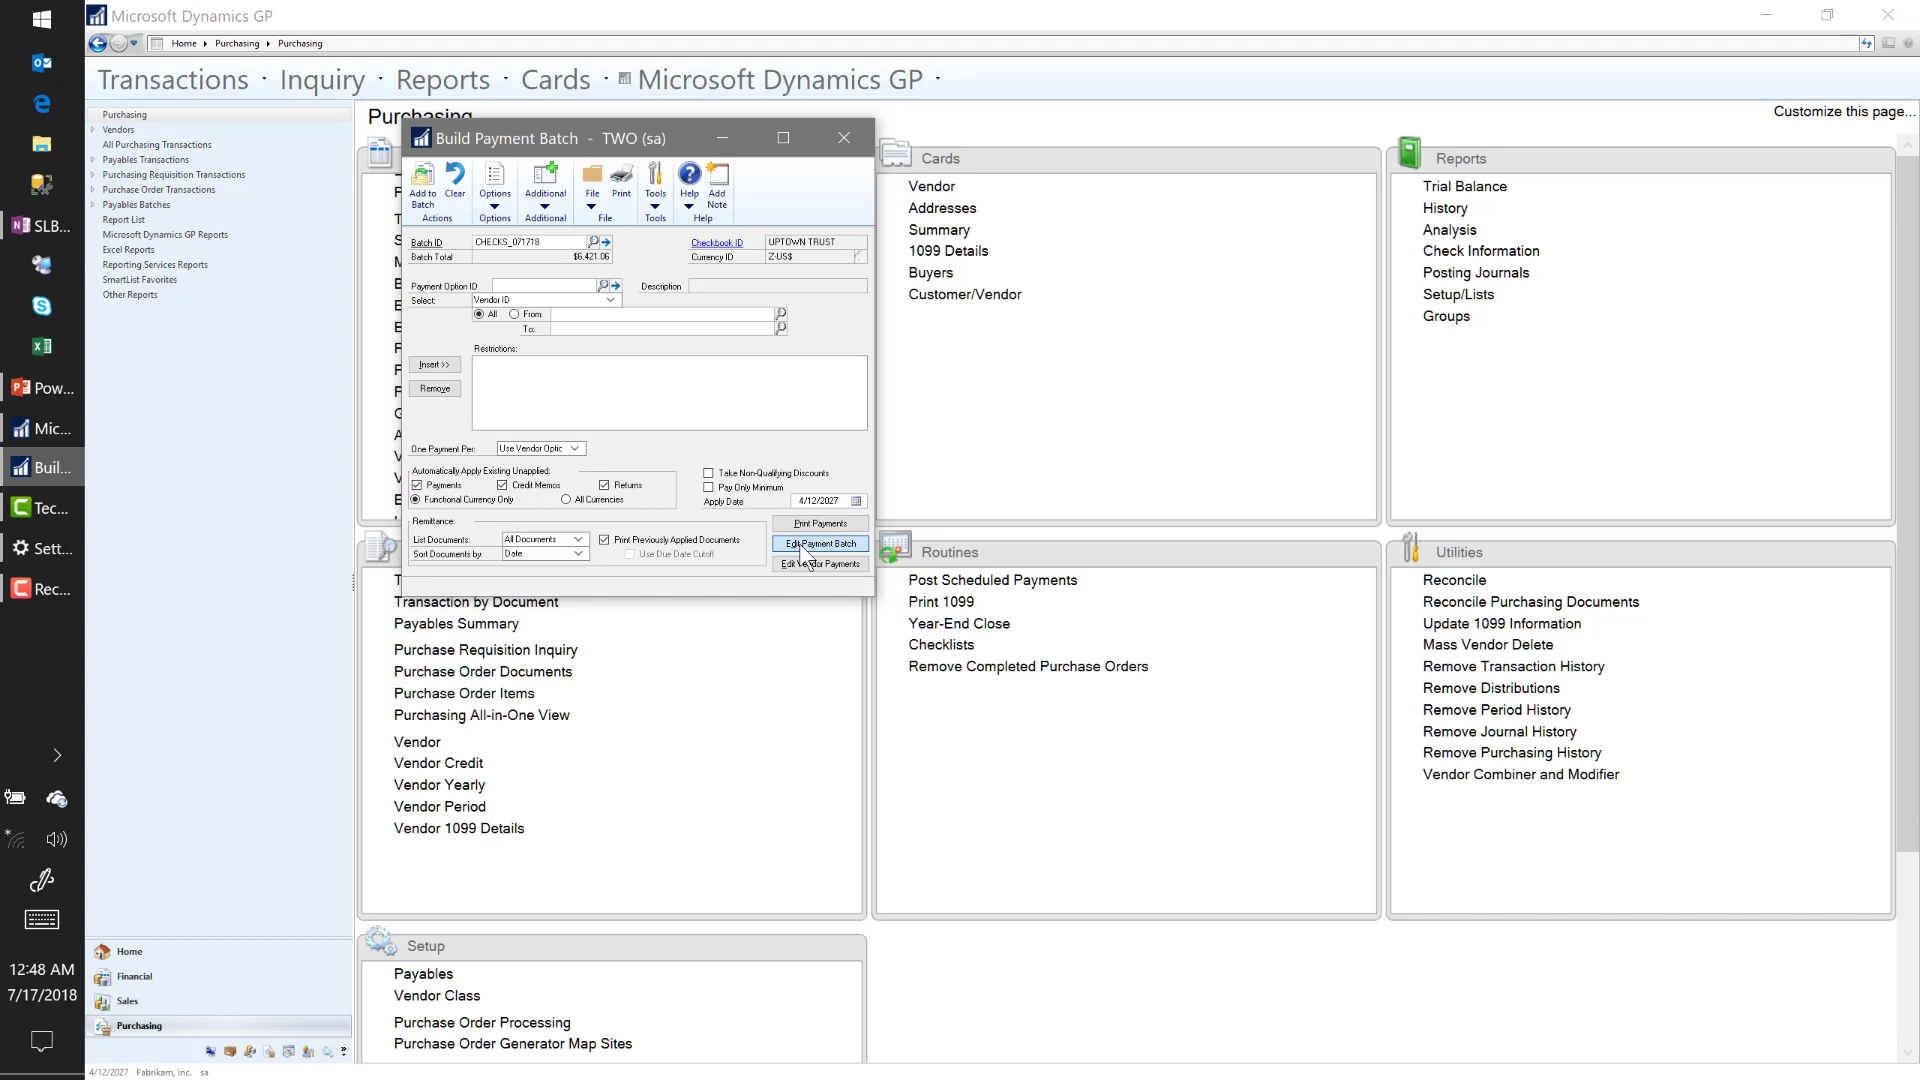 Microsoft Dynamics GP
Home Purchasing Purchasing
Transactions Inquiry Reports Cards Microsoft Dynamics GP
Purchasing
Vendors
All Purchasing Transactions
Payables Transactions
Purchasing Requisition Transactions
Purchase Order Transactions
Payables Batches
Report List
Microsoft Dynamics GP Reports
Excel Reports
Reporting Services Reports
SmartList Favorites
Other Reports
Home
Financial
Sales
Purchasing
4/12/2027 Fabrikam, Inc. sa
SLB...
Pow...
Mic...
Buil...
Tec...
Sett...
Rec...
12:48 AM
7/17/2018
Purchasing
Customize this page...
Build Payment Batch - TWO (sa)
Add to Batch Clear Options Additional File Print Tools Help Add Note
Actions Options Additional File Tools Help
Batch ID CHECKS_071718 Checkbook ID UPTOWN TRUST
Batch Total $6,421.06 Currency ID Z-US$
Payment Option ID Description
Select: Vendor ID
All From:
To:
Restrictions:
Insert >>
Remove
One Payment Per: Use Vendor Optic
Automatically Apply Existing Unapplied:
Payments Credit Memos Returns
Functional Currency Only All Currencies
Take Non-Qualifying Discounts
Pay Only Minimum
Apply Date 4/12/2027
Remittance:
List Documents: All Documents Print Previously Applied Documents
Sort Documents by: Date Use Due Date Cutoff
Print Payments
Edit Payment Batch
Edit Vendor Payments
Cards
Vendor
Addresses
Summary
1099 Details
Buyers
Customer/Vendor
Reports
Trial Balance
History
Analysis
Check Information
Posting Journals
Setup/Lists
Groups
Transaction by Document
Payables Summary
Purchase Requisition Inquiry
Purchase Order Documents
Purchase Order Items
Purchasing All-in-One View
Vendor
Vendor Credit
Vendor Yearly
Vendor Period
Vendor 1099 Details
Routines
Post Scheduled Payments
Print 1099
Year-End Close
Checklists
Remove Completed Purchase Orders
Utilities
Reconcile
Reconcile Purchasing Documents
Update 1099 Information
Mass Vendor Delete
Remove Transaction History
Remove Distributions
Remove Period History
Remove Journal History
Remove Purchasing History
Vendor Combiner and Modifier
Setup
Payables
Vendor Class
Purchase Order Processing
Purchase Order Generator Map Sites